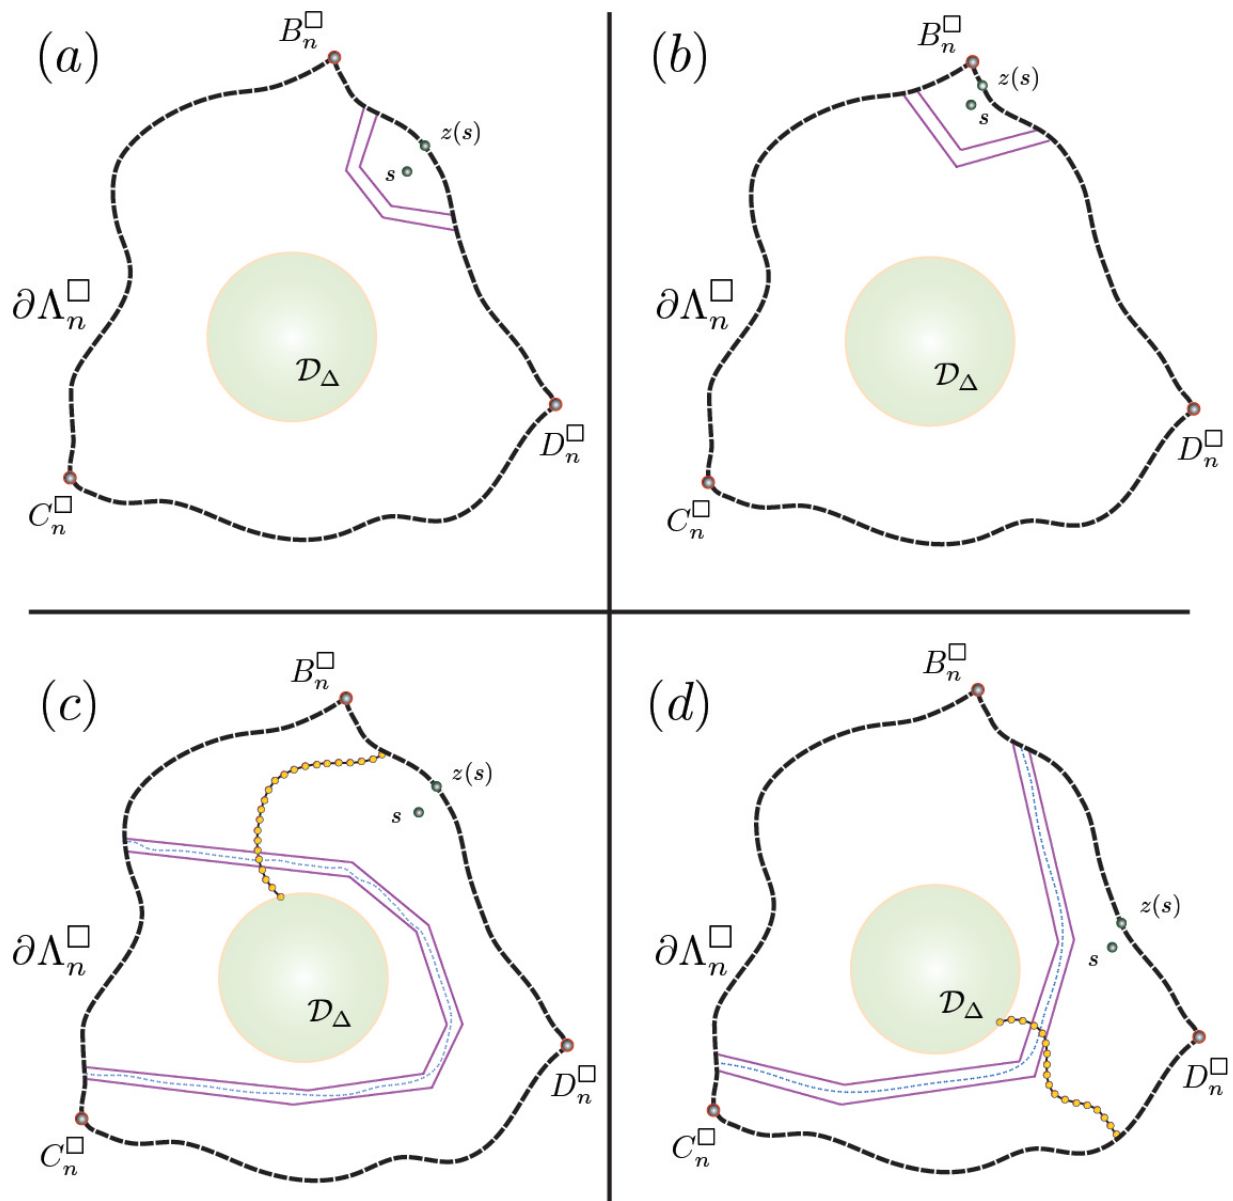 (a)
B_n^□
z(s)
s
∂Λ_n^□
𝒟_Δ
D_n^□
C_n^□
(b)
B_n^□
z(s)
s
∂Λ_n^□
𝒟_Δ
D_n^□
C_n^□
(c)
B_n^□
z(s)
s
∂Λ_n^□
𝒟_Δ
D_n^□
C_n^□
(d)
B_n^□
z(s)
s
∂Λ_n^□
𝒟_Δ
D_n^□
C_n^□